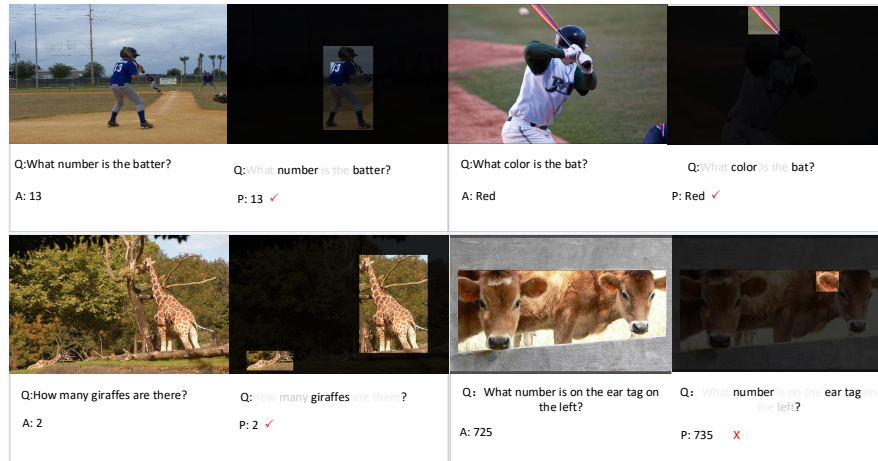 Q:What number is the batter?
A: 13
Q:What number is the batter?
P: 13 ✓
Q:What color is the bat?
A: Red
Q:What color is the bat?
P: Red ✓
Q:How many giraffes are there?
A: 2
Q:How many giraffes are there?
P: 2 ✓
Q: What number is on the ear tag on
the left?
A: 725
Q: What number is on the ear tag on
the left?
P: 735 X